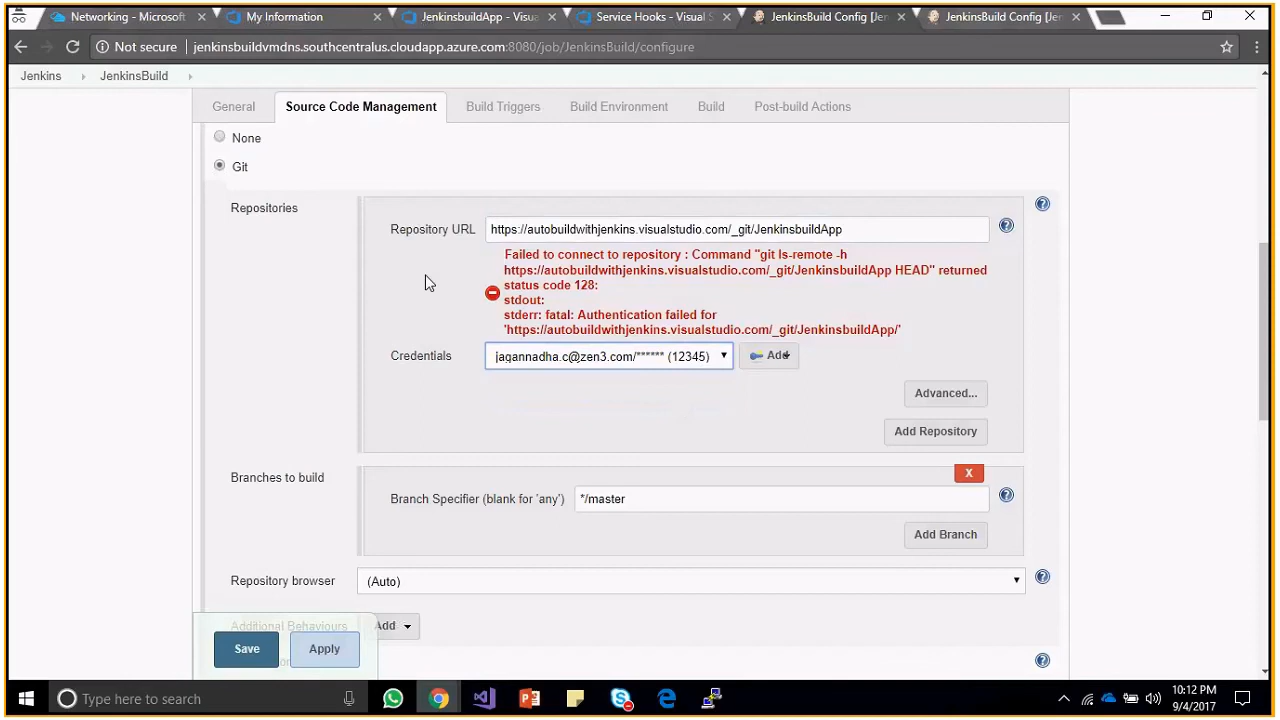 Networking - Microsoft
My Information
JenkinsbuildApp - Visua
Service Hooks - Visual S
JenkinsBuild Config [Jen
JenkinsBuild Config [Jen
Not secure
jenkinsbuildvmdns.southcentralus.cloudapp.azure.com:8080/job/JenkinsBuild/configure
Jenkins
JenkinsBuild
General
Source Code Management
Build Triggers
Build Environment
Build
Post-build Actions
None
Git
Repositories
Repository URL
https://autobuildwithjenkins.visualstudio.com/_git/JenkinsbuildApp
Failed to connect to repository : Command "git ls-remote -h
https://autobuildwithjenkins.visualstudio.com/_git/JenkinsbuildApp HEAD" returned
status code 128:
stdout:
stderr: fatal: Authentication failed for
'https://autobuildwithjenkins.visualstudio.com/_git/JenkinsbuildApp/'
Credentials
jagannadha.c@zen3.com/****** (12345)
Add
Advanced...
Add Repository
Branches to build
X
Branch Specifier (blank for 'any')
*/master
Add Branch
Repository browser
(Auto)
Additional Behaviours
Add
Save
Apply
Type here to search
10:12 PM
9/4/2017